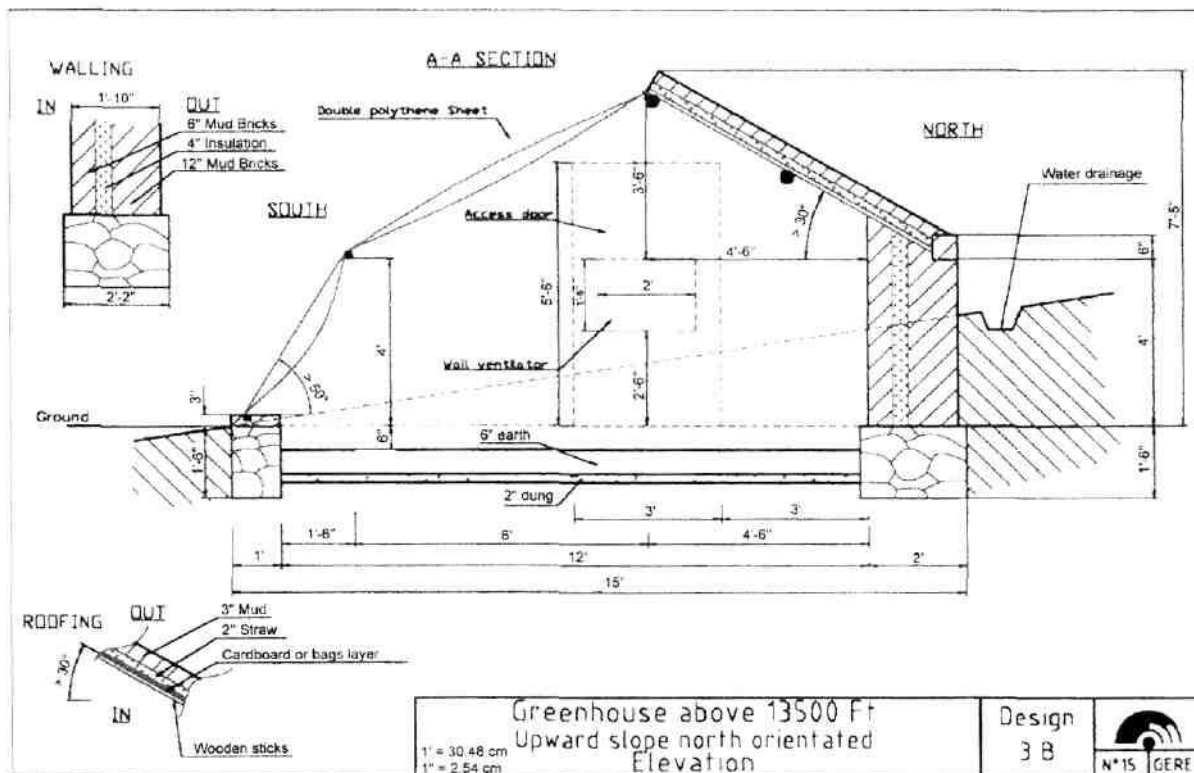 WALLING
A-A SECTION
IN
1'-10"
OUT
6" Mud Bricks
4" Insulation
12" Mud Bricks
2'-2"
Double polythene Sheet
NORTH
SOUTH
Access door
Water drainage
3'-6"
> 30°
4'-6"
7'-5"
6"
5'-6"
2'
1'-6"
Wall ventilator
4'
4'
> 50°
2'-6"
3"
Ground
6"
6" earth
1'-6"
1'-6"
2" dung
3'
3'
1'-6"
6'
4'-6"
1'
12'
2'
15'
ROOFING
OUT
3" Mud
2" Straw
Cardboard or bags layer
> 30°
IN
Wooden sticks
1' = 30.48 cm
1" = 2.54 cm
Greenhouse above 13500 Ft
Upward slope north orientated
Elevation
Design
3 B
N°15
GERE